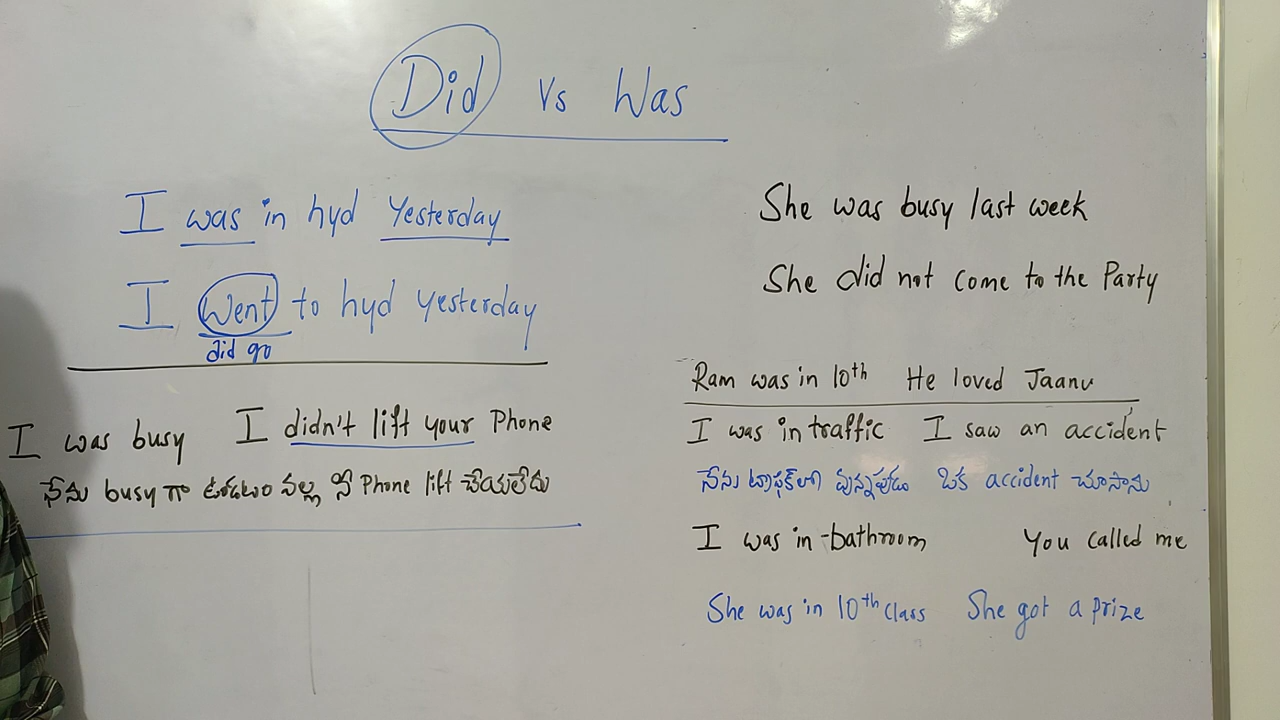 Did vs Was
I was in hyd Yesterday
I Went to hyd yesterday
did go
I was busy I didn't lift your Phone
నేను busy గా ఉండటం వల్ల నీ Phone lift చేయలేదు
She was busy last week
She did not come to the Party
Ram was in 10th He loved Jaanu
I was in traffic I saw an accident
నేను ట్రాఫిక్‌లో వున్నపుడు ఒక accident చూసాను
I was in-bathroom You called me
She was in 10th class She got a prize